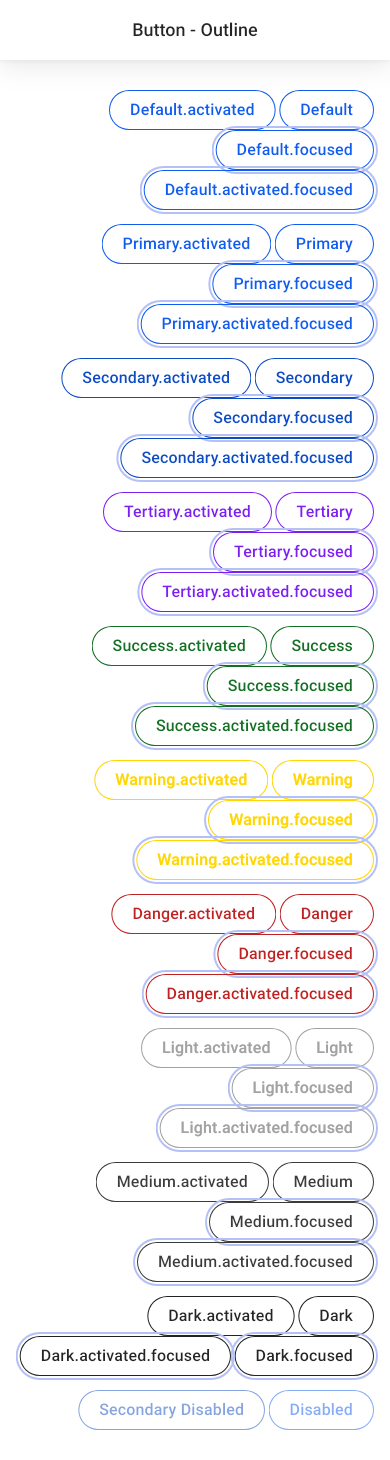 Button - Outline
Default.activated Default
Default.focused
Default.activated.focused
Primary.activated Primary
Primary.focused
Primary.activated.focused
Secondary.activated Secondary
Secondary.focused
Secondary.activated.focused
Tertiary.activated Tertiary
Tertiary.focused
Tertiary.activated.focused
Success.activated Success
Success.focused
Success.activated.focused
Warning.activated Warning
Warning.focused
Warning.activated.focused
Danger.activated Danger
Danger.focused
Danger.activated.focused
Light.activated Light
Light.focused
Light.activated.focused
Medium.activated Medium
Medium.focused
Medium.activated.focused
Dark.activated Dark
Dark.activated.focused Dark.focused
Secondary Disabled Disabled